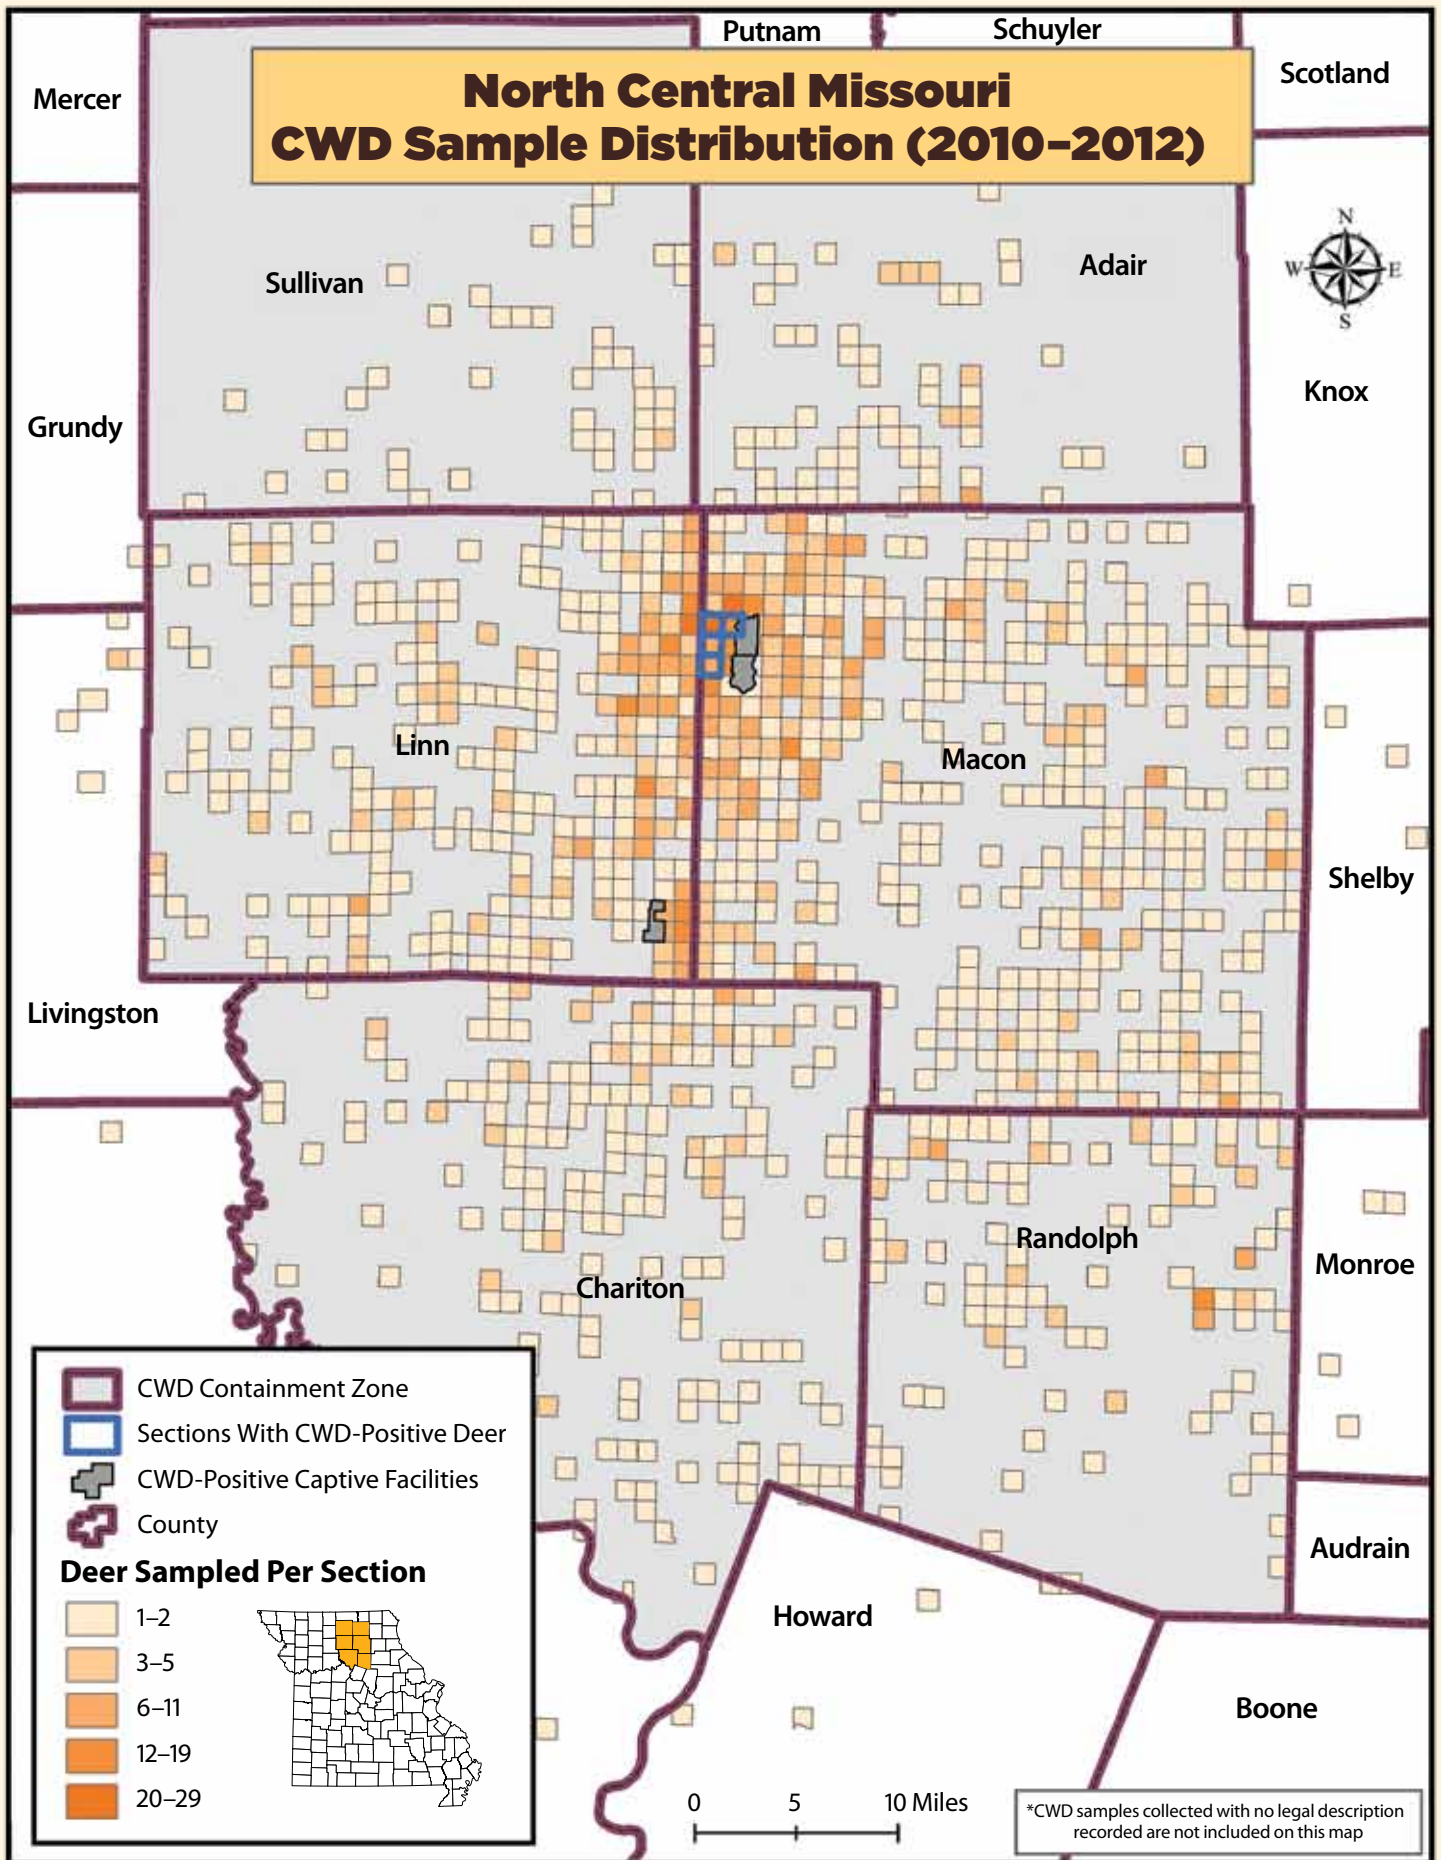 Putnam
Schuyler
Scotland
Mercer
North Central Missouri
CWD Sample Distribution (2010–2012)
N
W
E
S
Sullivan
Adair
Knox
Grundy
Linn
Macon
Shelby
Livingston
Randolph
Monroe
Chariton
CWD Containment Zone
Sections With CWD-Positive Deer
CWD-Positive Captive Facilities
County
Deer Sampled Per Section
1–2
3–5
6–11
12–19
20–29
Audrain
Howard
Boone
0 5 10 Miles
*CWD samples collected with no legal description
recorded are not included on this map